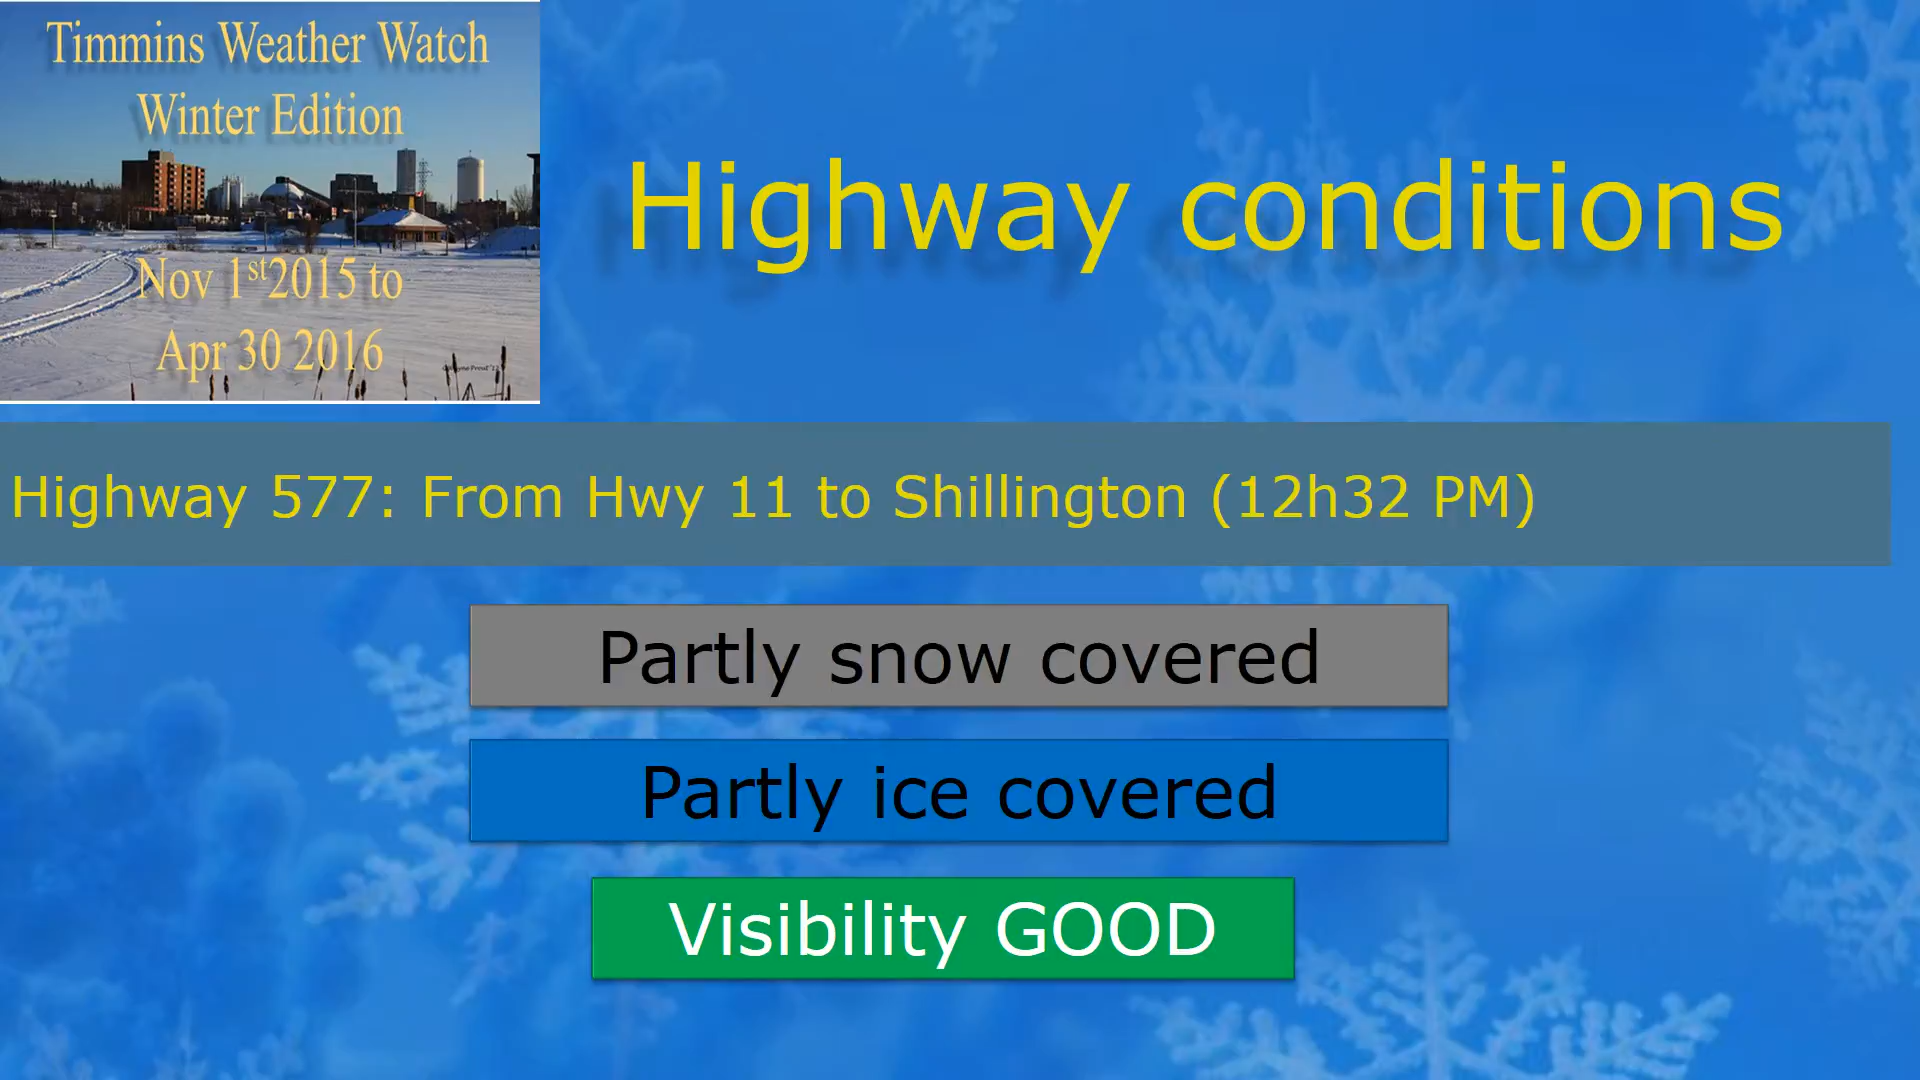 Timmins Weather Watch
Winter Edition
Nov 1st2015 to
Apr 30 2016
Highway conditions
Highway 577: From Hwy 11 to Shillington (12h32 PM)
Partly snow covered
Partly ice covered
Visibility GOOD